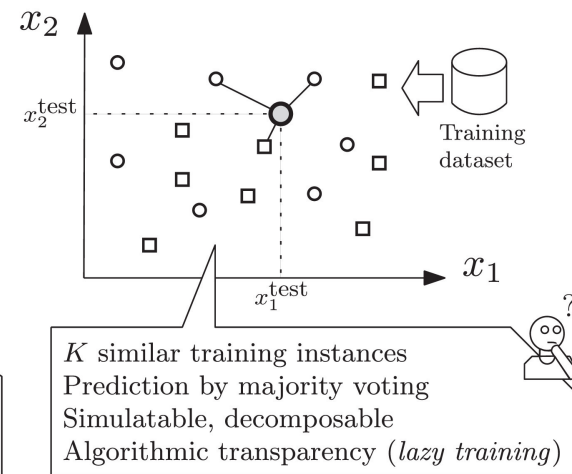 x₂
x₂ᵗᵉˢᵗ
Training
dataset
x₁
x₁ᵗᵉˢᵗ
?
K similar training instances
Prediction by majority voting
Simulatable, decomposable
Algorithmic transparency (lazy training)